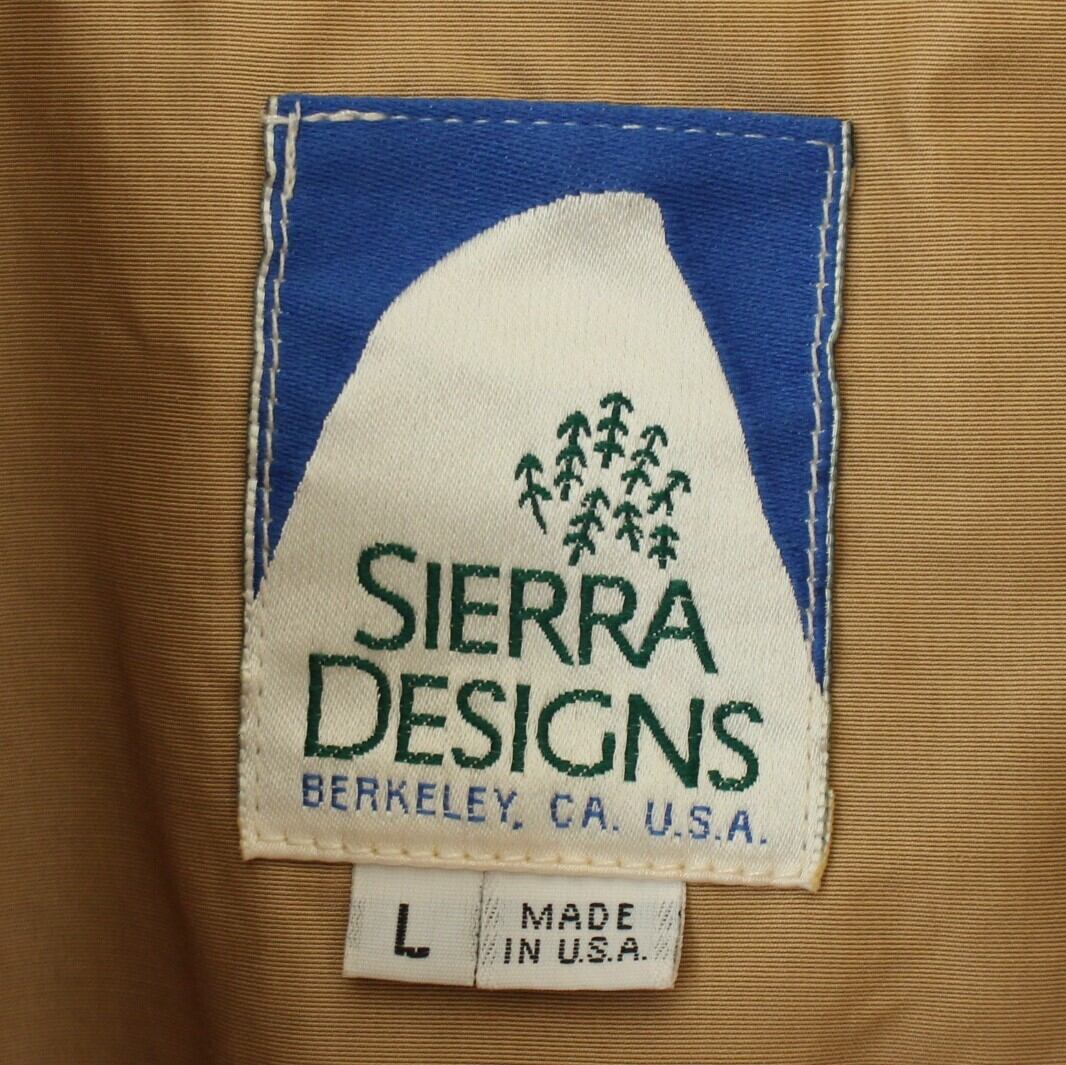 SIERRA
DESIGNS
BERKELEY, CA. U.S.A.
L
MADE
IN U.S.A.